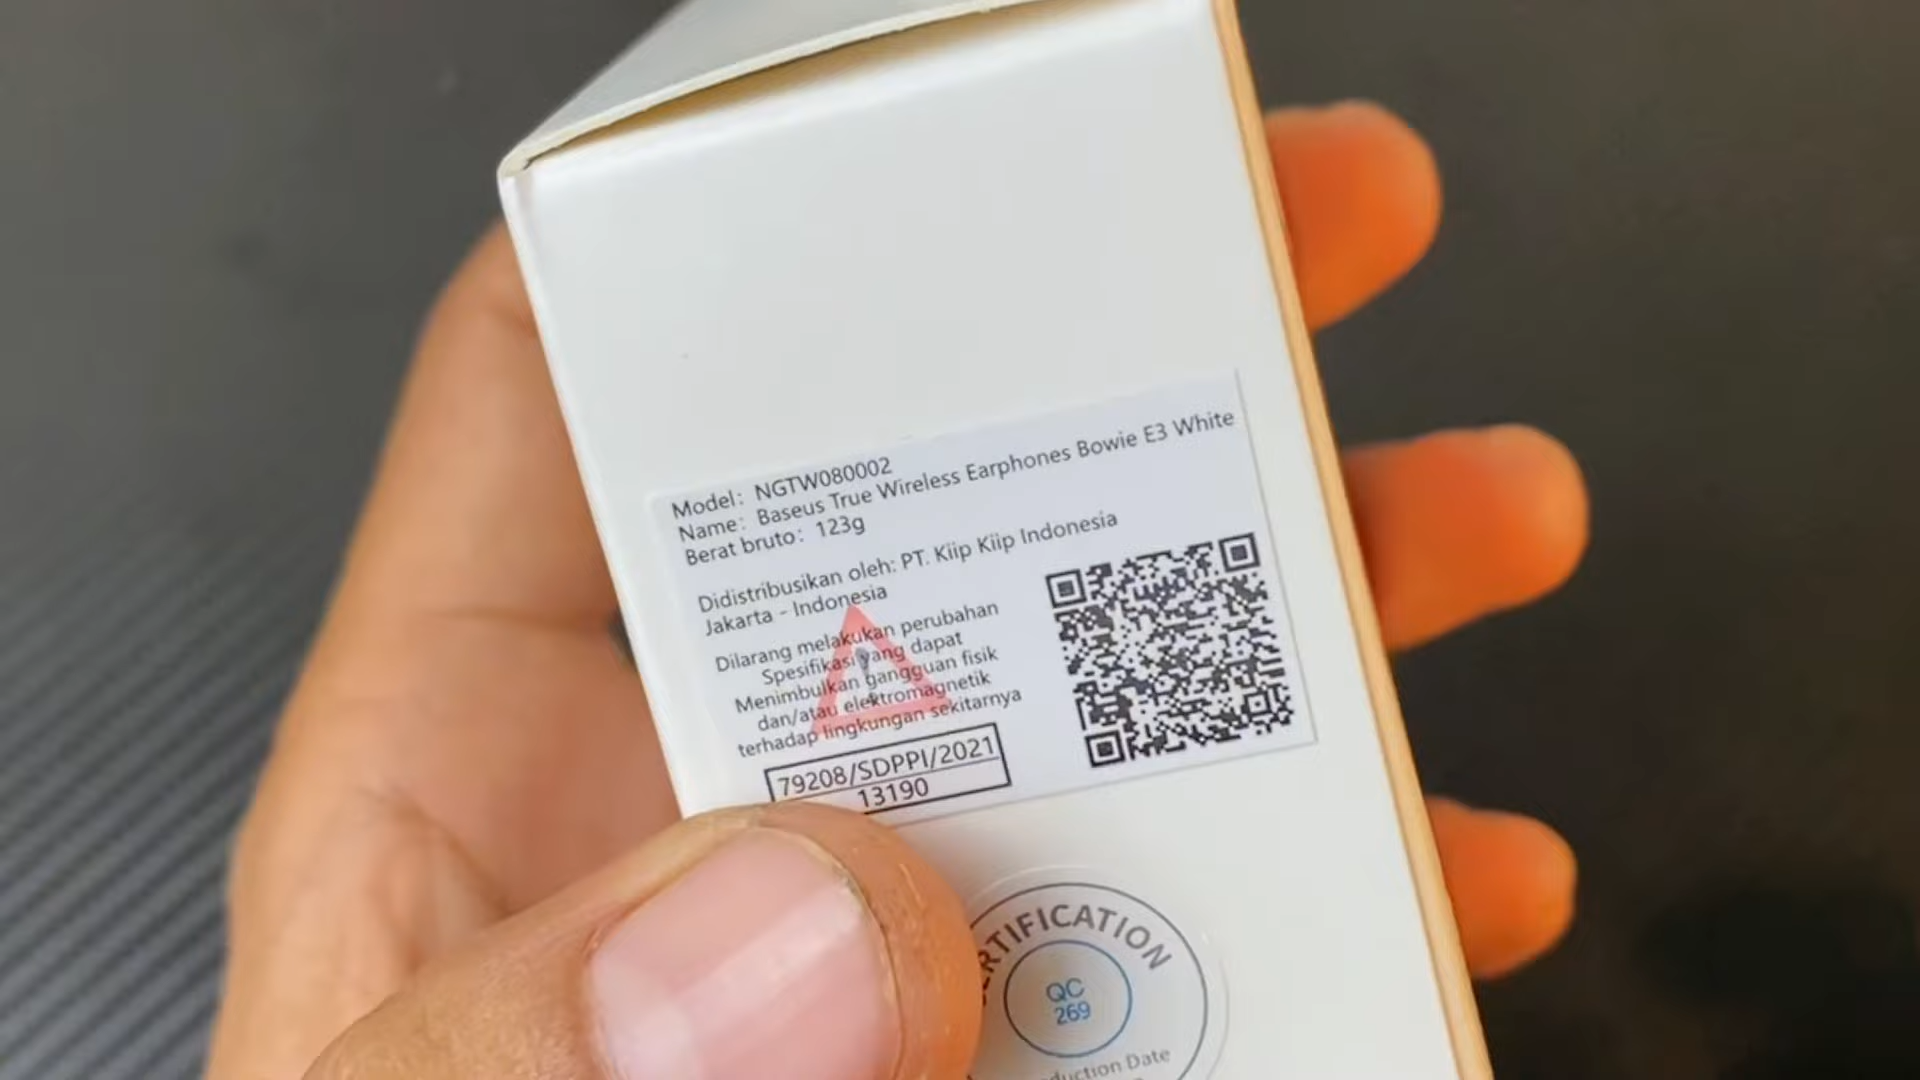 Model: NGTW080002
Name: Baseus True Wireless Earphones Bowie E3 White
Berat bruto: 123g
Didistribusikan oleh: PT. Kiip Kiip Indonesia
Jakarta - Indonesia
Dilarang melakukan perubahan
Spesifikasi yang dapat
Menimbulkan gangguan fisik
dan/atau elektromagnetik
terhadap lingkungan sekitarnya
79208/SDPPI/2021
13190
ERTIFICATION
QC
269
duction Date